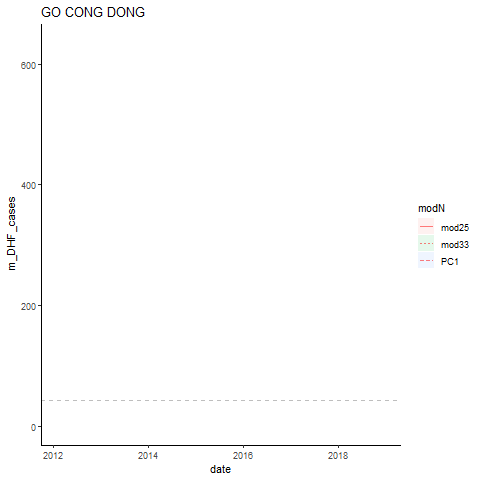 GO CONG DONG
600
400
200
0
m_DHF_cases
2012 2014 2016 2018
date
modN
mod25
mod33
PC1